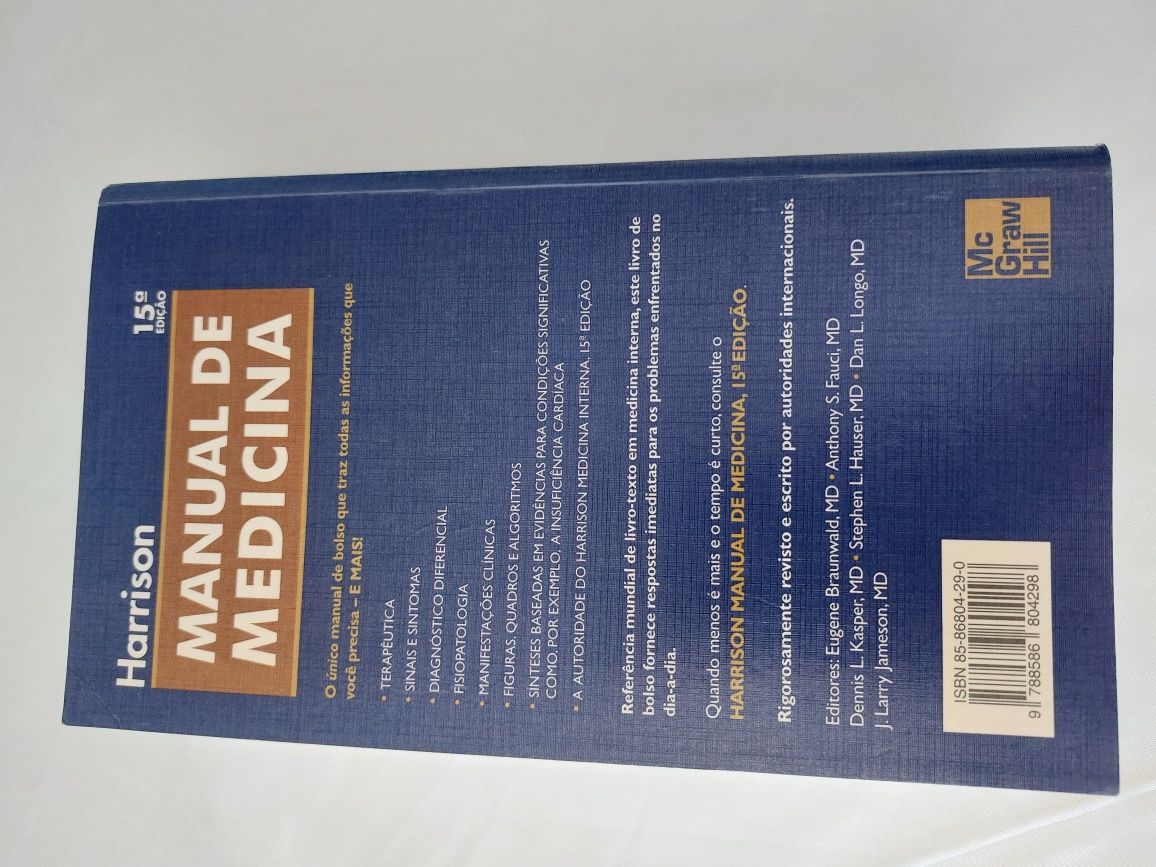 Harrison
15ª
EDIÇÃO
MANUAL DE
MEDICINA
O único manual de bolso que traz todas as informações que
você precisa – E MAIS!
• TERAPÊUTICA
• SINAIS E SINTOMAS
• DIAGNÓSTICO DIFERENCIAL
• FISIOPATOLOGIA
• MANIFESTAÇÕES CLÍNICAS
• FIGURAS, QUADROS E ALGORITMOS
• SÍNTESES BASEADAS EM EVIDÊNCIAS PARA CONDIÇÕES SIGNIFICATIVAS
COMO, POR EXEMPLO, A INSUFICIÊNCIA CARDÍACA
• A AUTORIDADE DO HARRISON MEDICINA INTERNA, 15ª EDIÇÃO
Referência mundial de livro-texto em medicina interna, este livro de
bolso fornece respostas imediatas para os problemas enfrentados no
dia-a-dia.
Quando menos é mais e o tempo é curto, consulte o
HARRISON MANUAL DE MEDICINA, 15ª EDIÇÃO.
Rigorosamente revisto e escrito por autoridades internacionais.
Editores: Eugene Braunwald, MD • Anthony S. Fauci, MD
Dennis L. Kasper, MD • Stephen L. Hauser, MD • Dan L. Longo, MD
J. Larry Jameson, MD
ISBN 85-86804-29-0
9 788586 804298
Mc
Graw
Hill